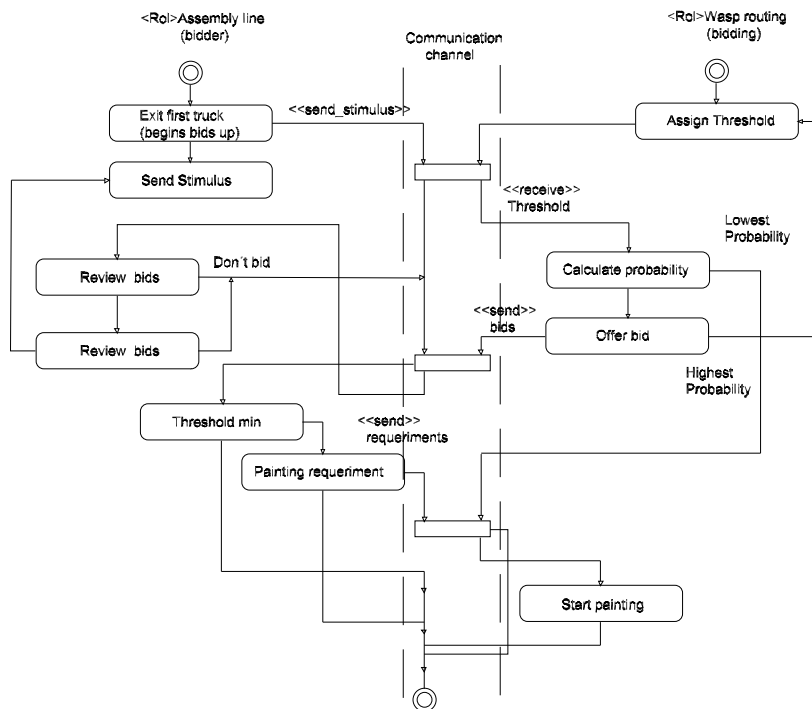 <Rol>Assembly line
(bidder)
Communication
channel
<Rol>Wasp routing
(bidding)
Exit first truck
(begins bids up)
<<send_stimulus>>
Assign Threshold
Send Stimulus
<<receive>>
Threshold
Lowest
Probability
Review bids
Don´t bid
Calculate probability
<<send>>
bids
Review bids
Offer bid
Highest
Probability
Threshold min
<<send>>
requeriments
Painting requeriment
Start painting